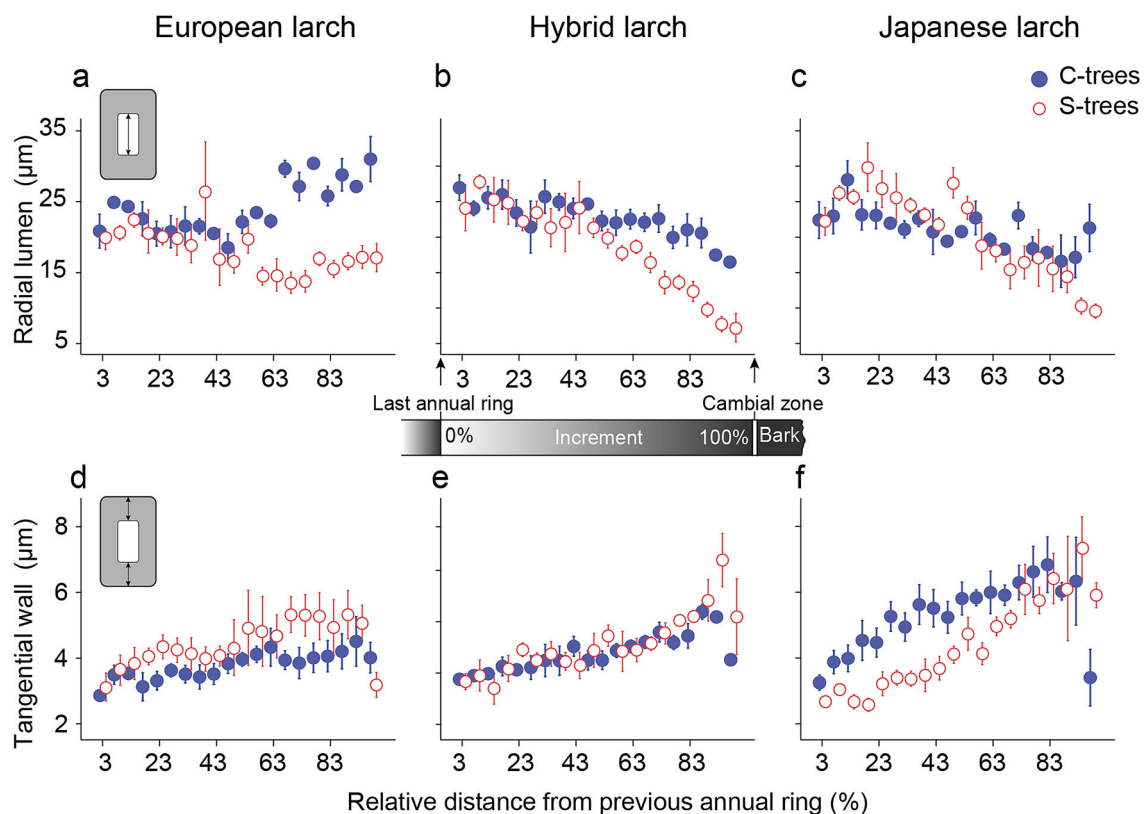 European larch
Hybrid larch
Japanese larch
a
b
c
C-trees
S-trees
Radial lumen (μm)
35
25
15
5
3 23 43 63 83
3 23 43 63 83
3 23 43 63 83
Last annual ring
Cambial zone
0%
Increment
100%
Bark
d
e
f
Tangential wall (μm)
8
6
4
2
3 23 43 63 83
3 23 43 63 83
3 23 43 63 83
Relative distance from previous annual ring (%)